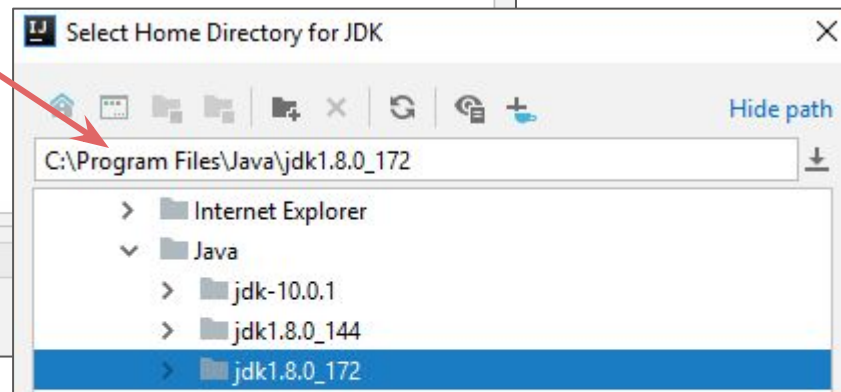 IJ Select Home Directory for JDK
Hide path
C:\Program Files\Java\jdk1.8.0_172
Internet Explorer
Java
jdk-10.0.1
jdk1.8.0_144
jdk1.8.0_172